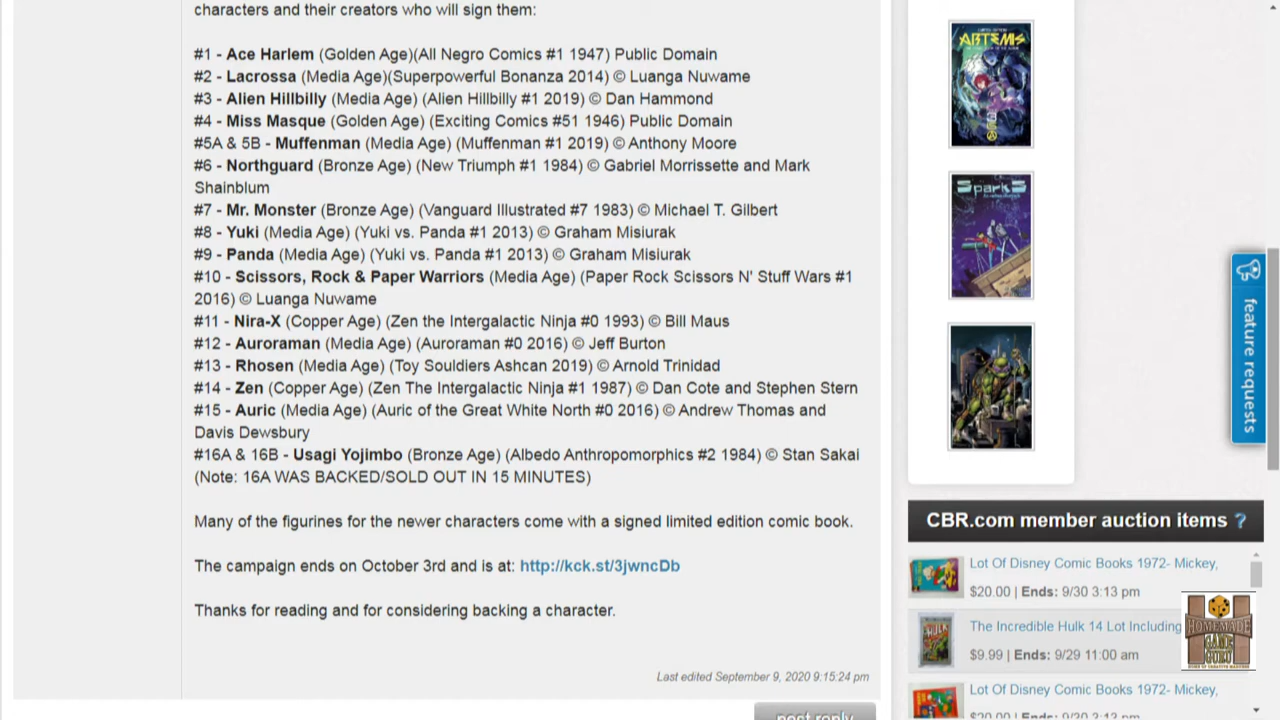 characters and their creators who will sign them:
#1 - Ace Harlem (Golden Age)(All Negro Comics #1 1947) Public Domain
#2 - Lacrossa (Media Age)(Superpowerful Bonanza 2014) © Luanga Nuwame
#3 - Alien Hillbilly (Media Age) (Alien Hillbilly #1 2019) © Dan Hammond
#4 - Miss Masque (Golden Age) (Exciting Comics #51 1946) Public Domain
#5A & 5B - Muffenman (Media Age) (Muffenman #1 2019) © Anthony Moore
#6 - Northguard (Bronze Age) (New Triumph #1 1984) © Gabriel Morrissette and Mark
Shainblum
#7 - Mr. Monster (Bronze Age) (Vanguard Illustrated #7 1983) © Michael T. Gilbert
#8 - Yuki (Media Age) (Yuki vs. Panda #1 2013) © Graham Misiurak
#9 - Panda (Media Age) (Yuki vs. Panda #1 2013) © Graham Misiurak
#10 - Scissors, Rock & Paper Warriors (Media Age) (Paper Rock Scissors N' Stuff Wars #1
2016) © Luanga Nuwame
#11 - Nira-X (Copper Age) (Zen the Intergalactic Ninja #0 1993) © Bill Maus
#12 - Auroraman (Media Age) (Auroraman #0 2016) © Jeff Burton
#13 - Rhosen (Media Age) (Toy Souldiers Ashcan 2019) © Arnold Trinidad
#14 - Zen (Copper Age) (Zen The Intergalactic Ninja #1 1987) © Dan Cote and Stephen Stern
#15 - Auric (Media Age) (Auric of the Great White North #0 2016) © Andrew Thomas and
Davis Dewsbury
#16A & 16B - Usagi Yojimbo (Bronze Age) (Albedo Anthropomorphics #2 1984) © Stan Sakai
(Note: 16A WAS BACKED/SOLD OUT IN 15 MINUTES)
Many of the figurines for the newer characters come with a signed limited edition comic book.
The campaign ends on October 3rd and is at: http://kck.st/3jwncDb
Thanks for reading and for considering backing a character.
Last edited September 9, 2020 9:15:24 pm
post reply
ARTEMIS
SparkS
feature requests
CBR.com member auction items ?
Lot Of Disney Comic Books 1972- Mickey,
$20.00 | Ends: 9/30 3:13 pm
The Incredible Hulk 14 Lot Including
$9.99 | Ends: 9/29 11:00 am
Lot Of Disney Comic Books 1972- Mickey,
$20.00 | Ends: 9/30 3:13 pm
HOMEMADE
GAME
GURU